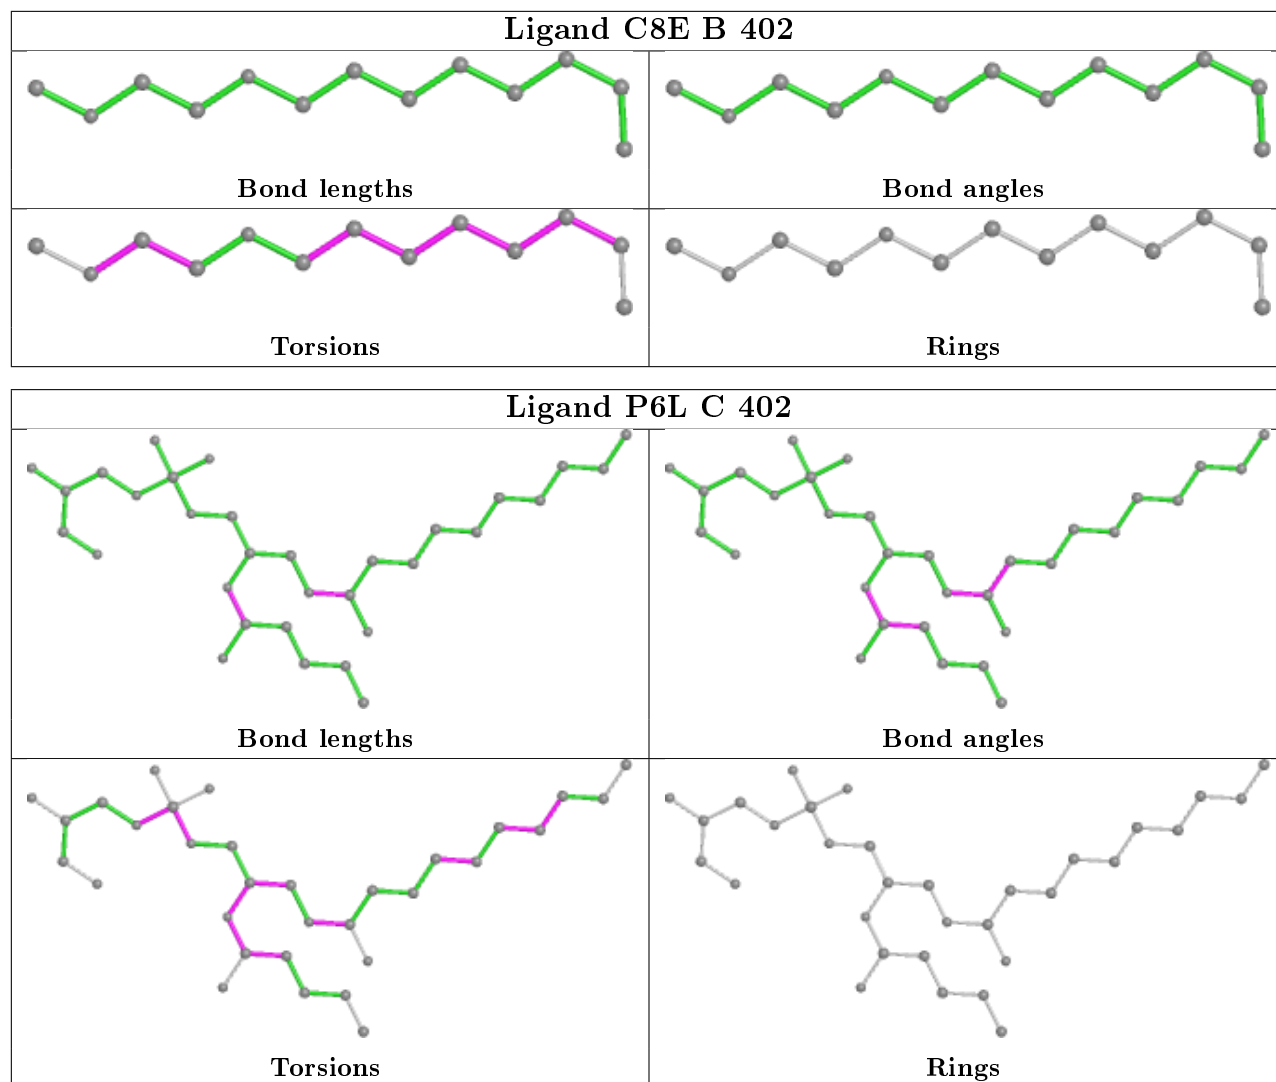 Ligand C8E B 402
Bond lengths
Bond angles
Torsions
Rings
Ligand P6L C 402
Bond lengths
Bond angles
Torsions
Rings